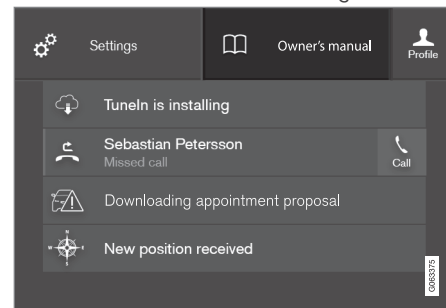 Settings
Owner's manual
Profile
TuneIn is installing
Sebastian Petersson
Missed call
Call
Downloading appointment proposal
N
W
E
S
New position received
G063375